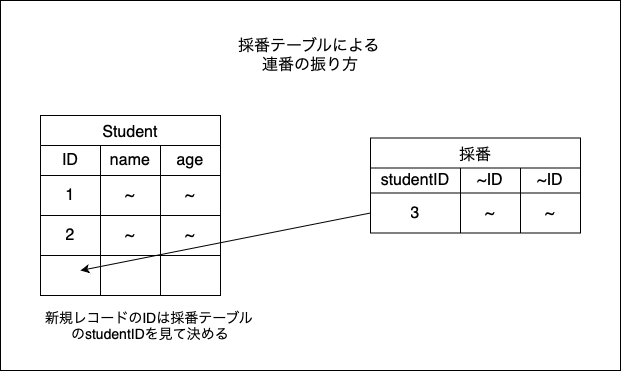 採番テーブルによる
連番の振り方
Student
ID name age
1 ~ ~
2 ~ ~
採番
studentID ~ID ~ID
3 ~ ~
新規レコードのIDは採番テーブル
のstudentIDを見て決める